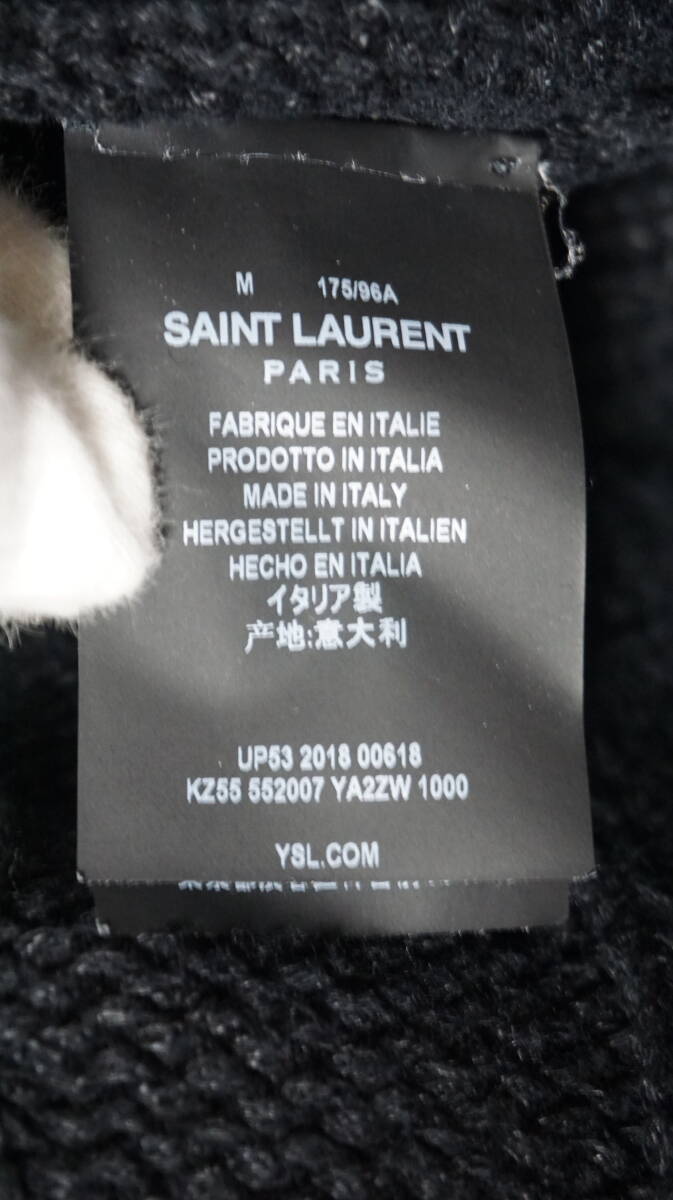 M 175/96A
SAINT LAURENT
PARIS
FABRIQUE EN ITALIE
PRODOTTO IN ITALIA
MADE IN ITALY
HERGESTELLT IN ITALIEN
HECHO EN ITALIA
イタリア製
产地:意大利
UP53 2018 00618
KZ55 552007 YA2ZW 1000
YSL.COM